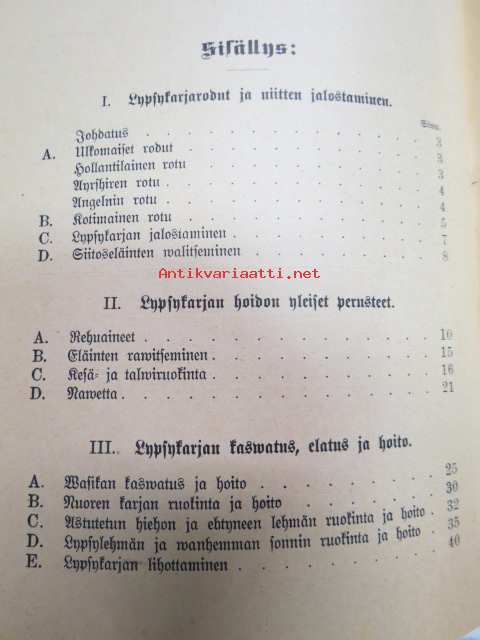 Sisällys:
I. Lypsykarjarodut ja niitten jalostaminen.
Sivu.
Johdatus 3
A. Ulkomaiset rodut 3
Hollantilainen rotu 3
Ayrshiren rotu 4
Angelnin rotu 4
B. Kotimainen rotu 5
C. Lypsykarjan jalostaminen 7
D. Siitoseläinten walitseminen 8
Antikvariaatti.net
II. Lypsykarjan hoidon yleiset perusteet.
A. Rehuaineet 10
B. Eläinten rawitseminen 15
C. Kesä- ja talwiruokinta 16
D. Nawetta 21
III. Lypsykarjan kaswatus, elatus ja hoito.
A. Wasikan kaswatus ja hoito 25
B. Nuoren karjan ruokinta ja hoito 30
C. Astutetun hiehon ja ehtyneen lehmän ruokinta ja hoito 32
D. Lypsylehmän ja wanhemman sonnin ruokinta ja hoito 35
E. Lypsykarjan lihottaminen 40